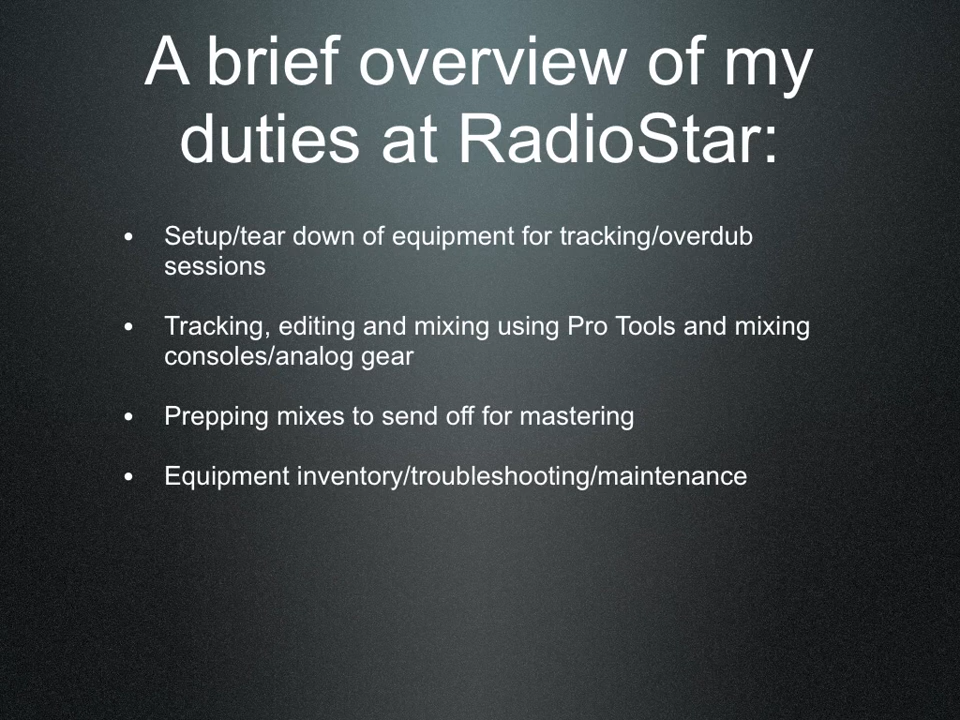 A brief overview of my
duties at RadioStar:
• Setup/tear down of equipment for tracking/overdub
sessions
• Tracking, editing and mixing using Pro Tools and mixing
consoles/analog gear
• Prepping mixes to send off for mastering
• Equipment inventory/troubleshooting/maintenance